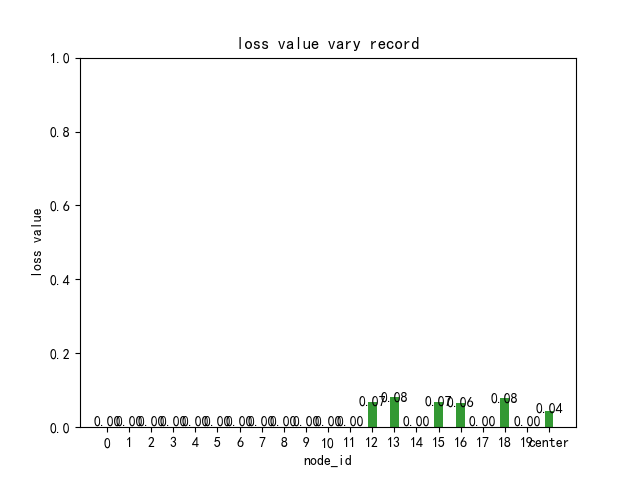 loss value vary record
loss value
1.0
0.8
0.6
0.4
0.2
0.0
0.00 0.00 0.00 0.00 0.00 0.00 0.00 0.00 0.00 0.00 0.00 0.00 0.07 0.08 0.00 0.07 0.06 0.00 0.08 0.00 0.04
0 1 2 3 4 5 6 7 8 9 10 11 12 13 14 15 16 17 18 19 center
node_id